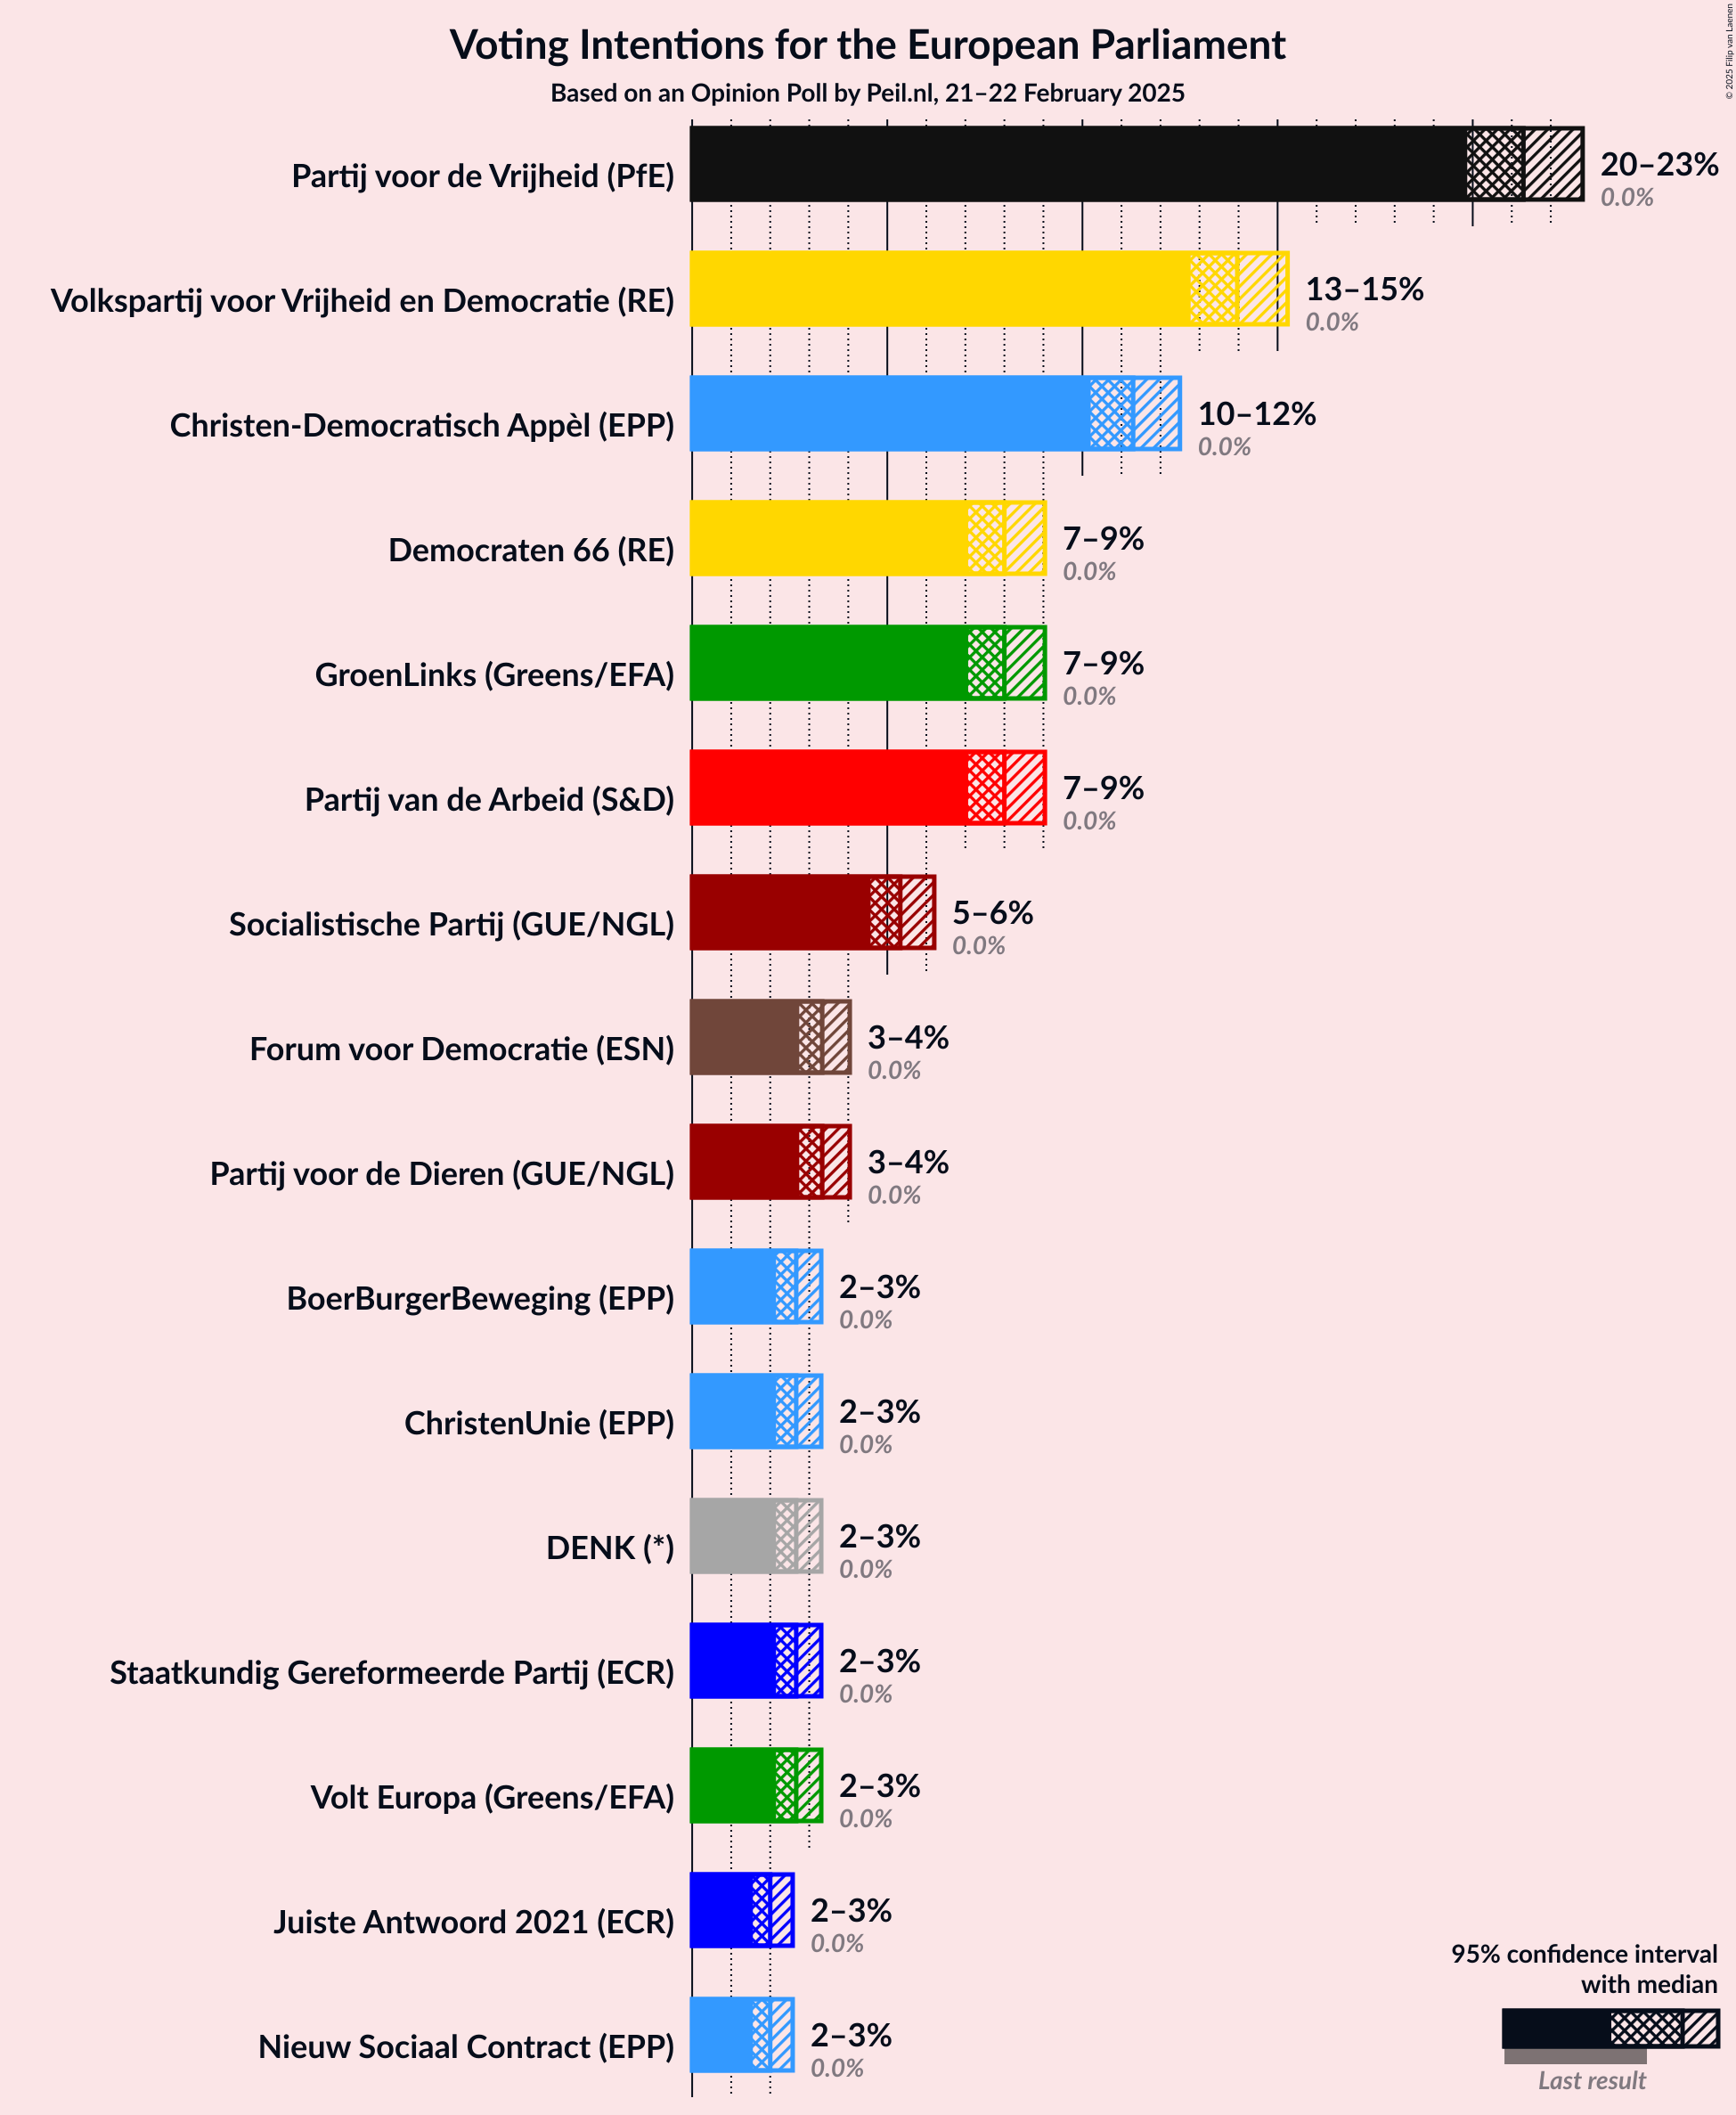 Voting Intentions for the European Parliament
Based on an Opinion Poll by Peil.nl, 21–22 February 2025
© 2025 Filip van Laenen
Partij voor de Vrijheid (PfE)
20–23%
0.0%
Volkspartij voor Vrijheid en Democratie (RE)
13–15%
0.0%
Christen-Democratisch Appèl (EPP)
10–12%
0.0%
Democraten 66 (RE)
7–9%
0.0%
GroenLinks (Greens/EFA)
7–9%
0.0%
Partij van de Arbeid (S&D)
7–9%
0.0%
Socialistische Partij (GUE/NGL)
5–6%
0.0%
Forum voor Democratie (ESN)
3–4%
0.0%
Partij voor de Dieren (GUE/NGL)
3–4%
0.0%
BoerBurgerBeweging (EPP)
2–3%
0.0%
ChristenUnie (EPP)
2–3%
0.0%
DENK (*)
2–3%
0.0%
Staatkundig Gereformeerde Partij (ECR)
2–3%
0.0%
Volt Europa (Greens/EFA)
2–3%
0.0%
Juiste Antwoord 2021 (ECR)
2–3%
0.0%
Nieuw Sociaal Contract (EPP)
2–3%
0.0%
95% confidence interval
with median
Last result